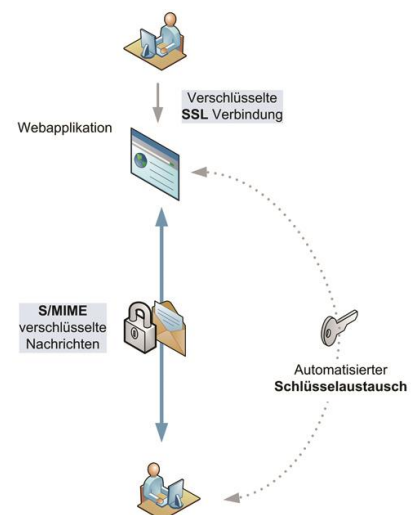 Verschlüsselte
SSL Verbindung
Webapplikation
S/MIME
verschlüsselte
Nachrichten
Automatisierter
Schlüsselaustausch